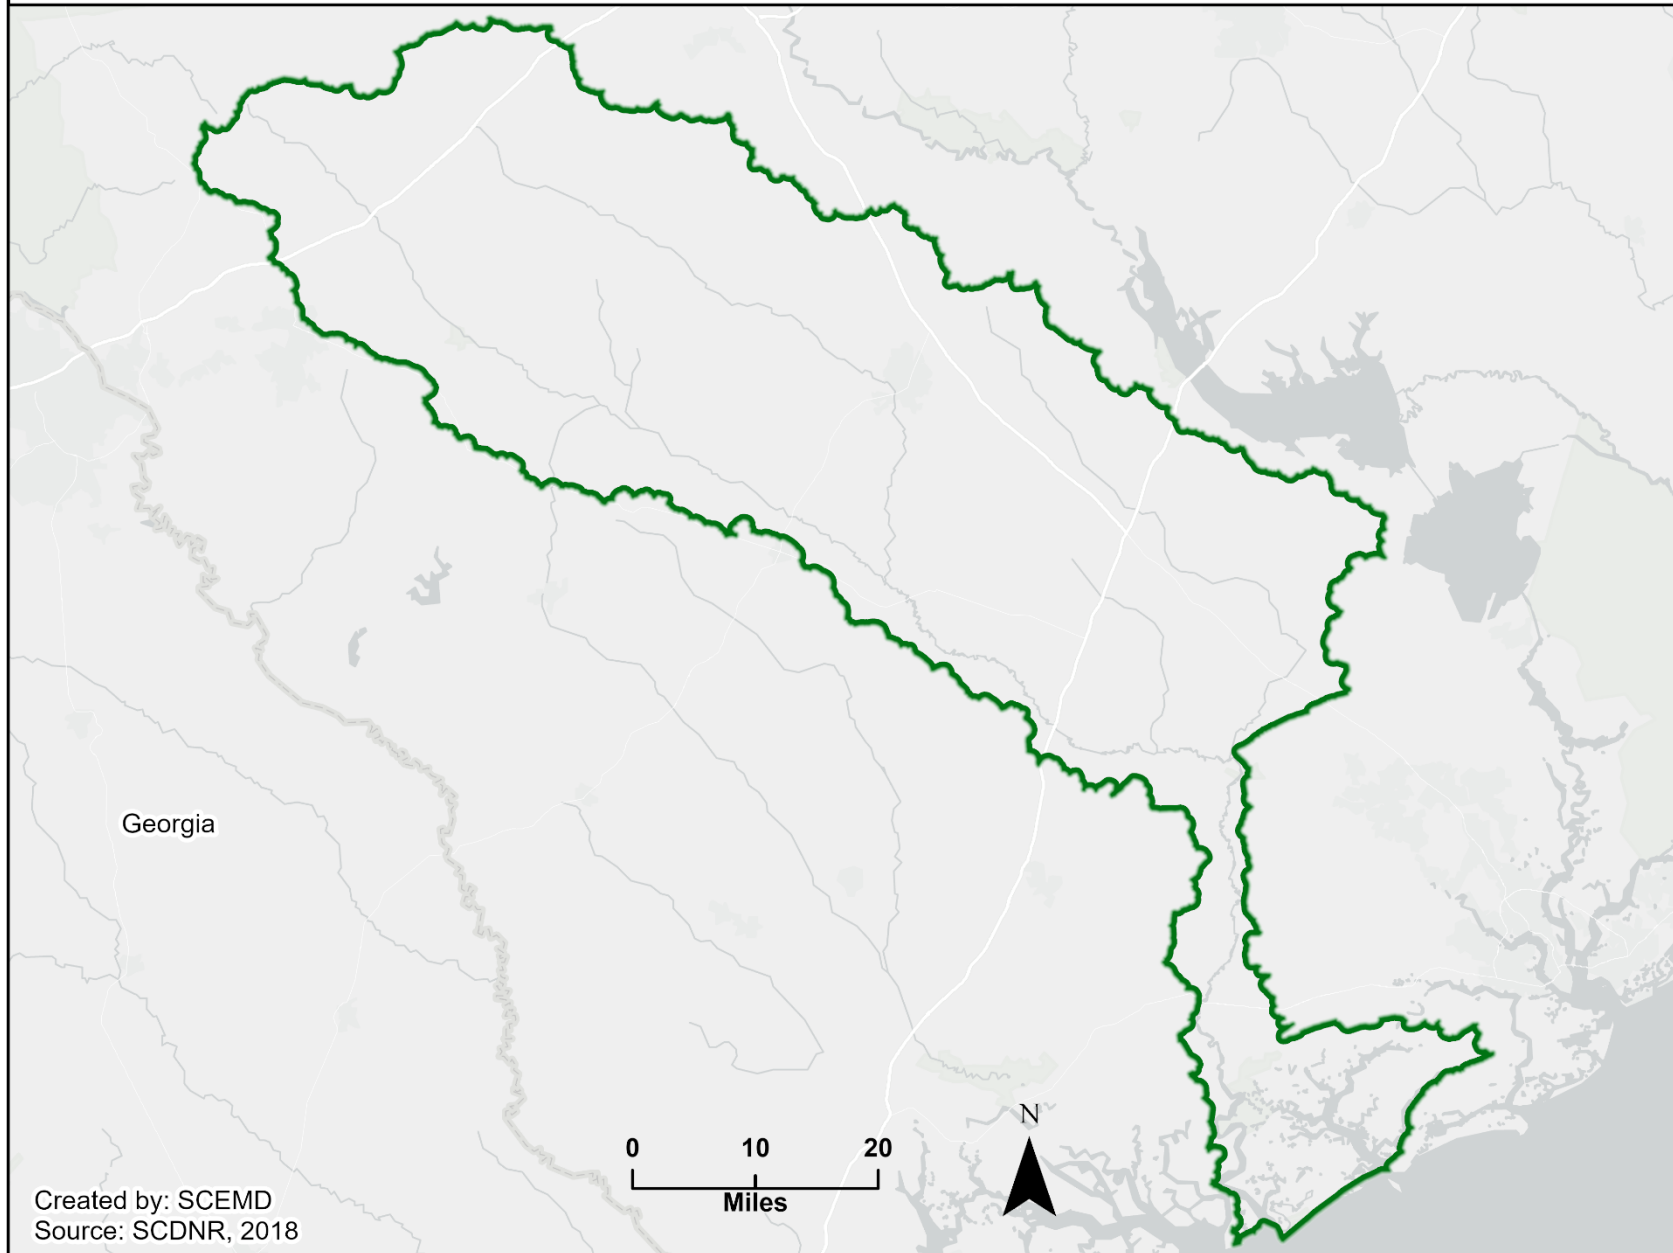 Georgia
N
0 10 20
Miles
Created by: SCEMD
Source: SCDNR, 2018